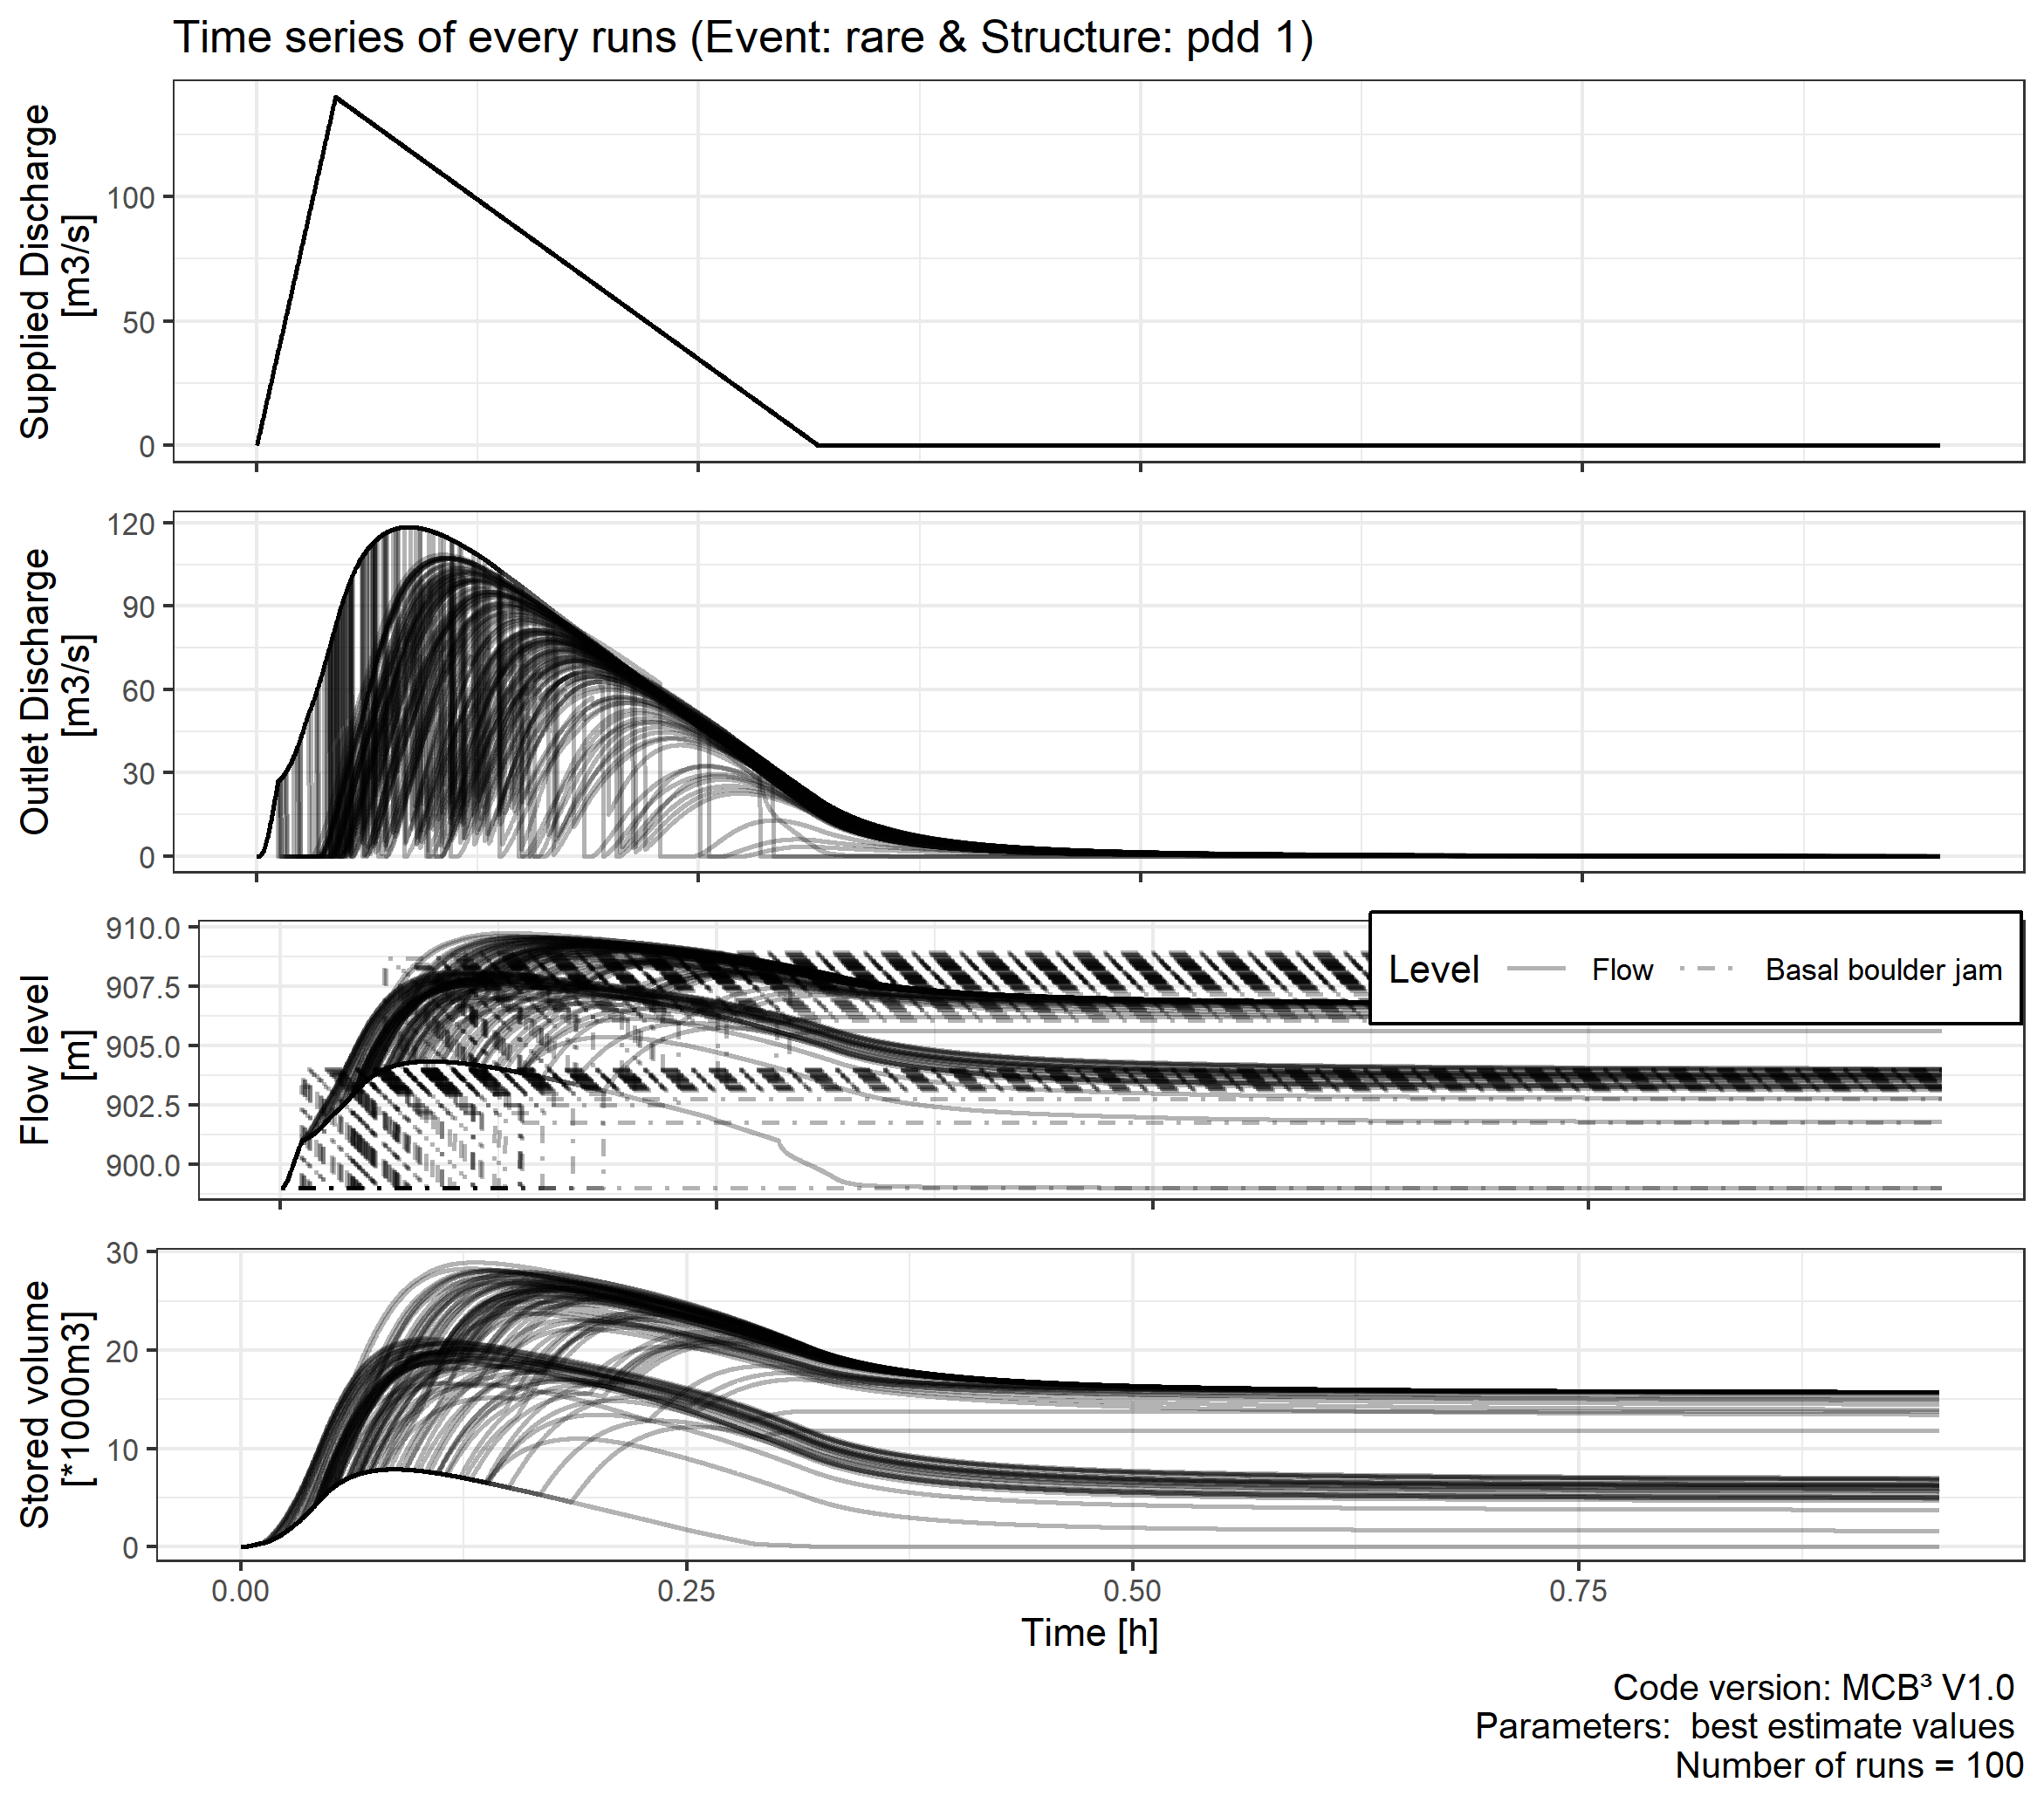 Time series of every runs (Event: rare & Structure: pdd 1)
Supplied Discharge
[m3/s]
100
50
0
Outlet Discharge
[m3/s]
120
90
60
30
0
Flow level
[m]
910.0
907.5
905.0
902.5
900.0
Level Flow Basal boulder jam
Stored volume
[*1000m3]
30
20
10
0
0.00 0.25 0.50 0.75
Time [h]
Code version: MCB³ V1.0
Parameters:  best estimate values
Number of runs = 100